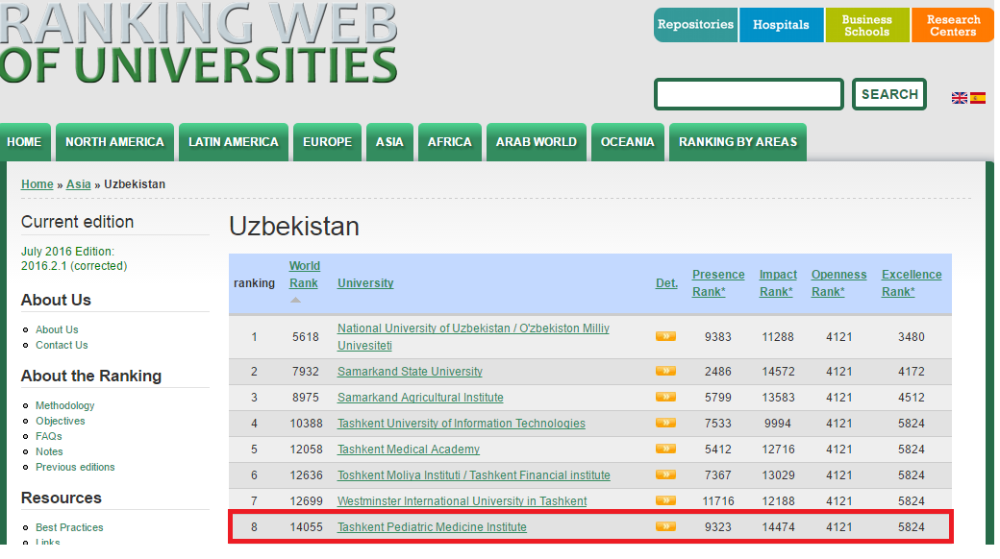 RANKING WEB
OF UNIVERSITIES
Repositories
Hospitals
Business
Schools
Research
Centers
SEARCH
HOME
NORTH AMERICA
LATIN AMERICA
EUROPE
ASIA
AFRICA
ARAB WORLD
OCEANIA
RANKING BY AREAS
Home » Asia » Uzbekistan
Current edition
July 2016 Edition:
2016.2.1 (corrected)
About Us
About Us
Contact Us
About the Ranking
Methodology
Objectives
FAQs
Notes
Previous editions
Resources
Best Practices
Links
Uzbekistan
ranking World Rank University Det. Presence Rank* Impact Rank* Openness Rank* Excellence Rank*
1 5618 National University of Uzbekistan / O'zbekiston Milliy
Univesiteti 9383 11288 4121 3480
2 7932 Samarkand State University 2486 14572 4121 4172
3 8975 Samarkand Agricultural Institute 5799 13583 4121 4512
4 10388 Tashkent University of Information Technologies 7533 9994 4121 5824
5 12058 Tashkent Medical Academy 5412 12716 4121 5824
6 12636 Toshkent Moliya Instituti / Tashkent Financial institute 7367 13029 4121 5824
7 12699 Westminster International University in Tashkent 11716 12188 4121 5824
8 14055 Tashkent Pediatric Medicine Institute 9323 14474 4121 5824